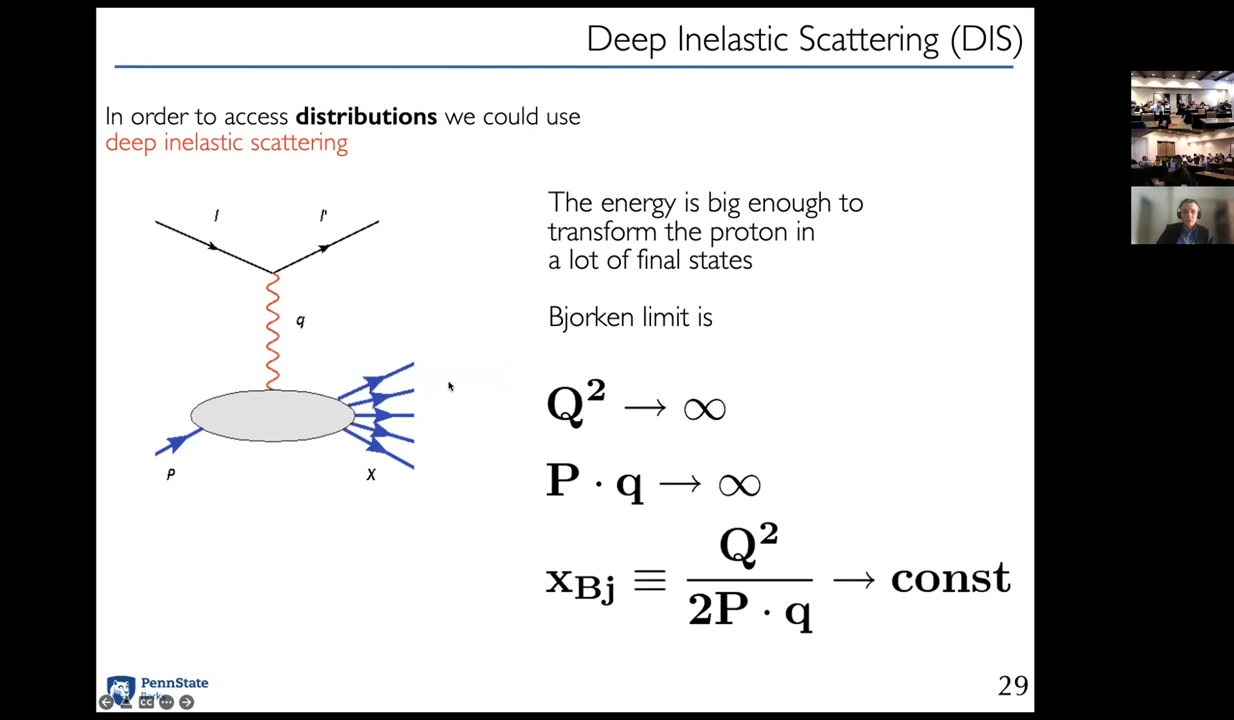 Deep Inelastic Scattering (DIS)
In order to access distributions we could use
deep inelastic scattering
l
l'
q
P
X
The energy is big enough to
transform the proton in
a lot of final states
Bjorken limit is
Q² → ∞
P · q → ∞
x_Bj ≡ Q² / 2P · q → const
PennState
CC
29